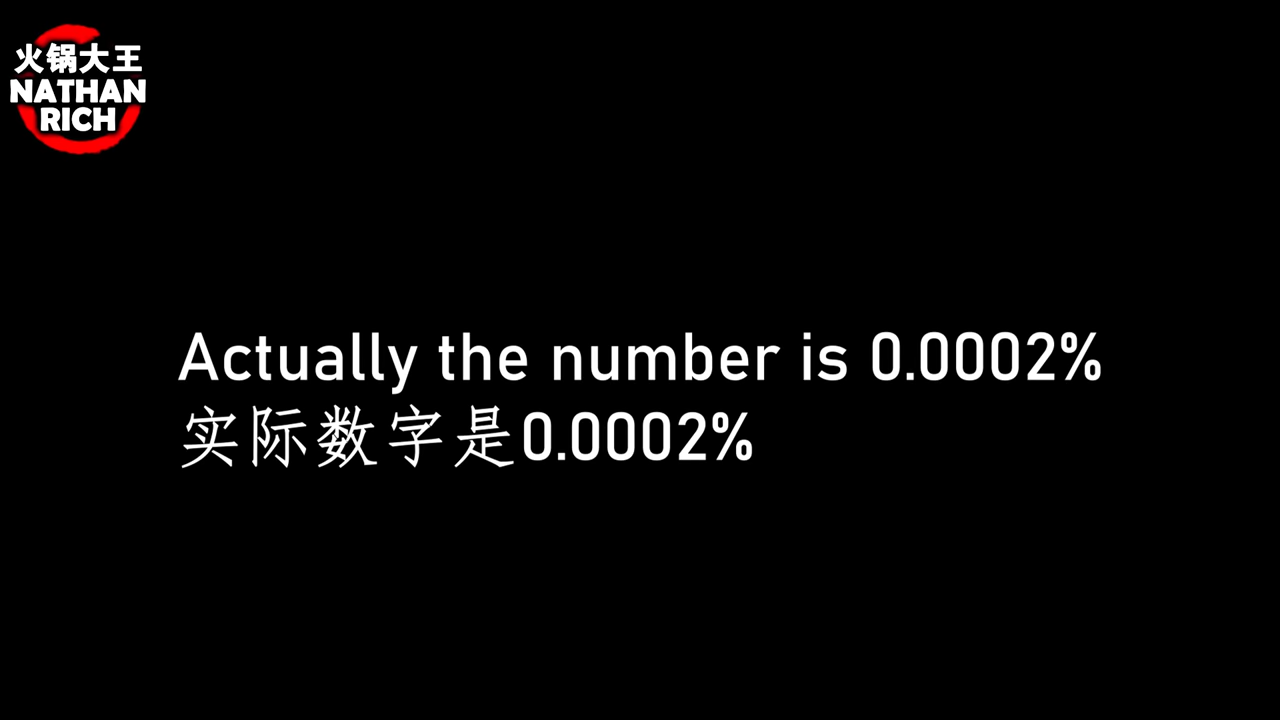 火锅大王
NATHAN
RICH
Actually the number is 0.0002%
实际数字是0.0002%